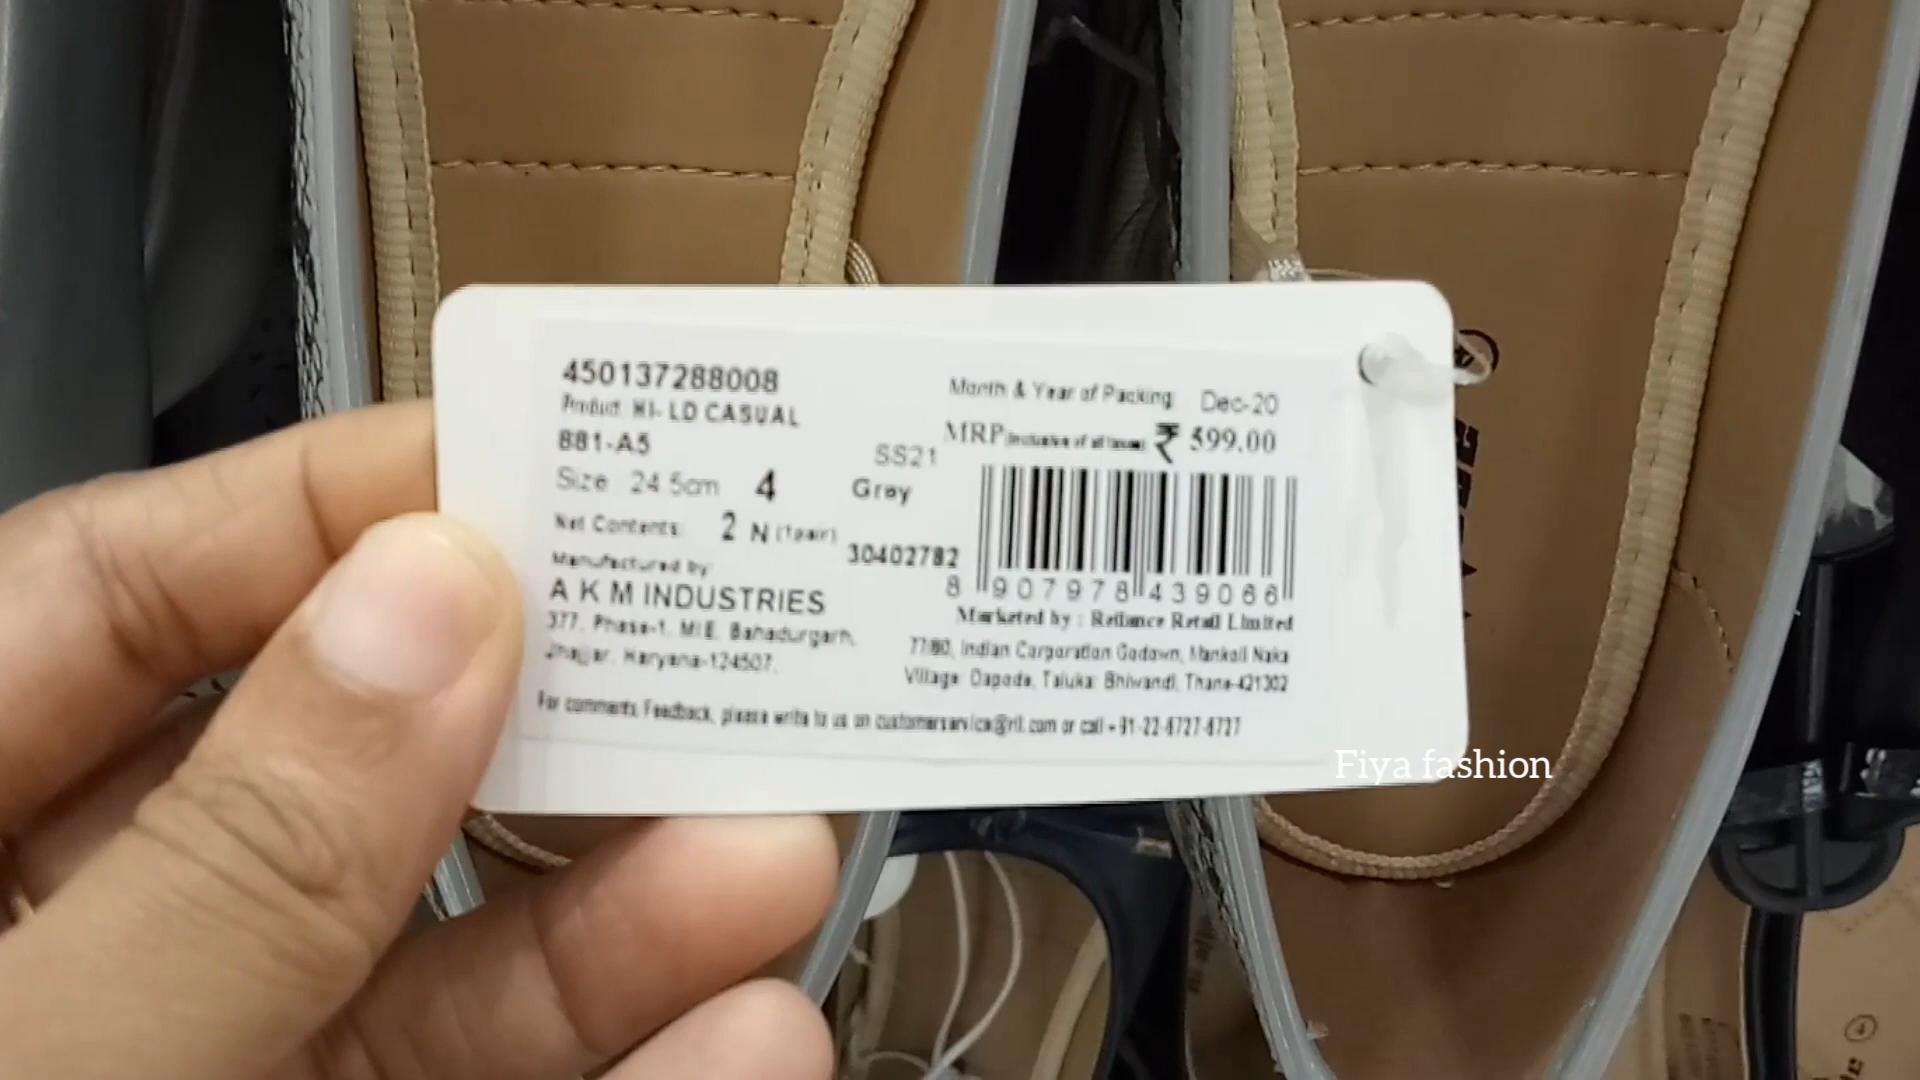 450137288008
Product: HI- LD CASUAL
881-A5
SS21
Size 24.5cm 4 Grey
Net Contents: 2 N (1pair)
30402782
Manufactured by:
A K M INDUSTRIES
377, Phase-1, MIE, Bahadurgarh,
Jhajjar, Haryana-124507.
Month & Year of Packing Dec-20
MRP(Inclusive of all taxes) ₹ 599.00
8 907978 439066
Marketed by : Reliance Retail Limited
77/80, Indian Corporation Godown, Mankoli Naka
Village: Dapode, Taluka: Bhiwandi, Thane-421302
For comments, Feedback, please write to us on customerservice@ril.com or call +91-22-6727-6727
Fiya fashion
4